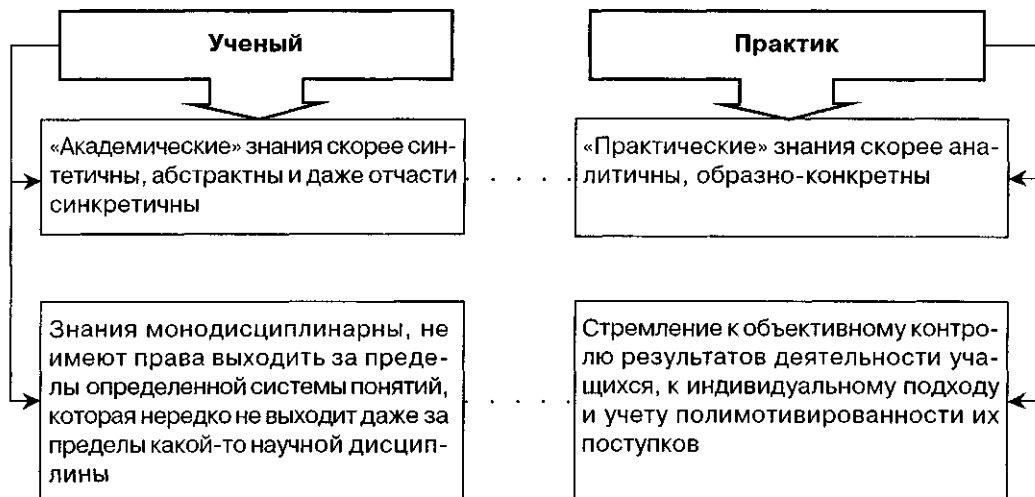 Ученый
Практик
«Академические» знания скорее син-
тетичны, абстрактны и даже отчасти
синкретичны
«Практические» знания скорее ана-
литичны, образно-конкретны
Знания монодисциплинарны, не
имеют права выходить за преде-
лы определенной системы понятий,
которая нередко не выходит даже за
пределы какой-то научной дисцип-
лины
Стремление к объективному контро-
лю результатов деятельности уча-
щихся, к индивидуальному подходу
и учету полимотивированности их
поступков